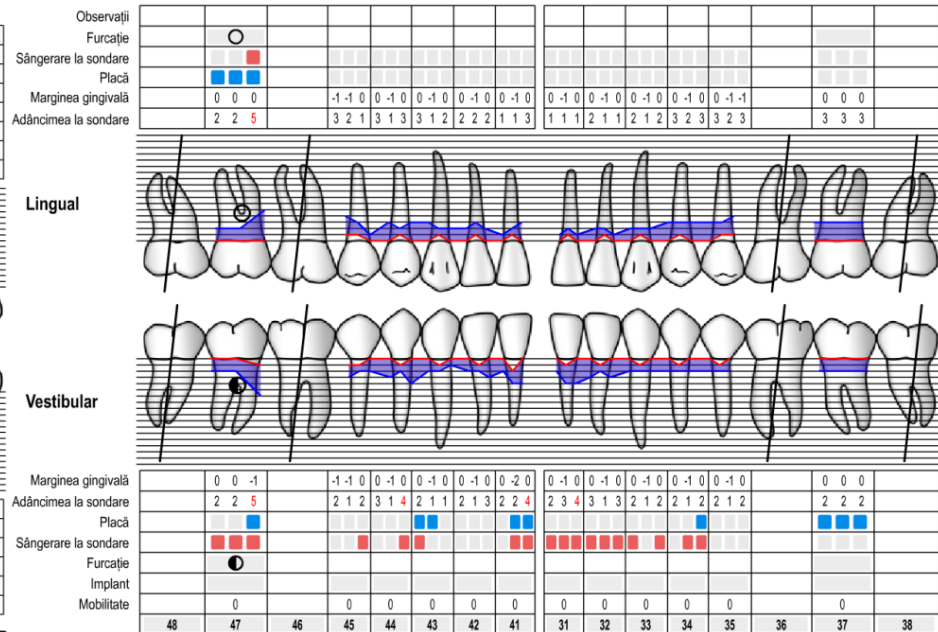 Observații
Furcație
Sângerare la sondare
Placă
Marginea gingivală 0 0 0 -1 -1 0 0 -1 0 0 -1 0 0 -1 0 0 -1 0 0 -1 0 0 -1 0 0 -1 0 0 -1 0 0 -1 -1 0 0 0
Adâncimea la sondare 2 2 5 3 2 1 3 1 3 3 1 2 2 2 2 1 1 3 1 1 1 2 1 1 2 1 2 3 2 3 3 2 3 3 3 3
Lingual
Vestibular
Marginea gingivală 0 0 -1 -1 -1 0 0 -1 0 0 -1 0 0 -1 0 0 -2 0 0 -1 0 0 -1 0 0 -1 0 0 -1 0 0 -1 0 0 0 0
Adâncimea la sondare 2 2 5 2 1 2 3 1 4 2 1 1 2 1 3 2 2 4 2 3 4 3 1 3 2 1 2 2 1 2 2 1 2 2 2 2
Placă
Sângerare la sondare
Furcație
Implant
Mobilitate 0 0 0 0 0 0 0 0 0 0 0 0
48 47 46 45 44 43 42 41 31 32 33 34 35 36 37 38